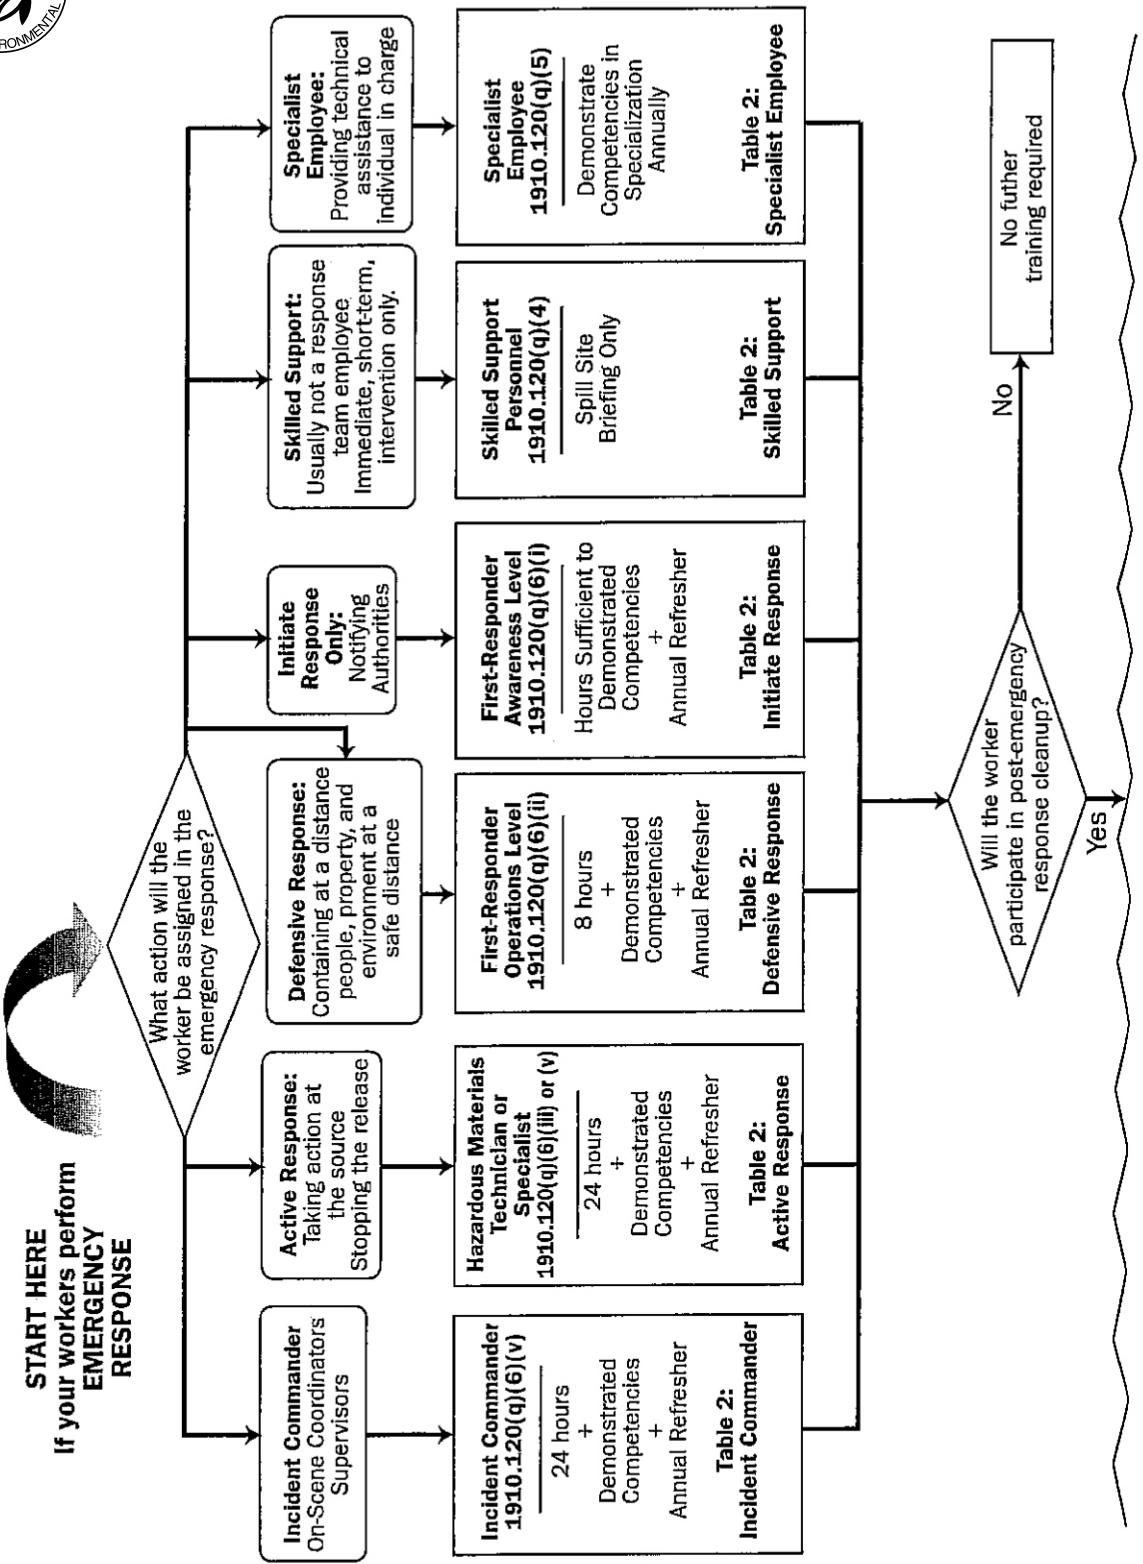 RONMENTAL
START HERE
If your workers perform
EMERGENCY
RESPONSE
What action will the
worker be assigned in the
emergency response?
Incident Commander
On-Scene Coordinators
Supervisors
Active Response:
Taking action at
the source
Stopping the release
Defensive Response:
Containing at a distance
people, property, and
environment at a
safe distance
Initiate
Response
Only:
Notifying
Authorities
Skilled Support:
Usually not a response
team employee
Immediate, short-term,
intervention only.
Specialist
Employee:
Providing technical
assistance to
individual in charge
Incident Commander
1910.120(q)(6)(v)
24 hours
+
Demonstrated
Competencies
+
Annual Refresher
Table 2:
Incident Commander
Hazardous Materials
Technician or
Specialist
1910.120(q)(6)(iii) or (v)
24 hours
+
Demonstrated
Competencies
+
Annual Refresher
Table 2:
Active Response
First-Responder
Operations Level
1910.120(q)(6)(ii)
8 hours
+
Demonstrated
Competencies
+
Annual Refresher
Table 2:
Defensive Response
First-Responder
Awareness Level
1910.120(q)(6)(i)
Hours Sufficient to
Demonstrated
Competencies
+
Annual Refresher
Table 2:
Initiate Response
Skilled Support
Personnel
1910.120(q)(4)
Spill Site
Briefing Only
Table 2:
Skilled Support
Specialist
Employee
1910.120(q)(5)
Demonstrate
Competencies in
Specialization
Annually
Table 2:
Specialist Employee
Will the worker
participate in post-emergency
response cleanup?
No
No futher
training required
Yes